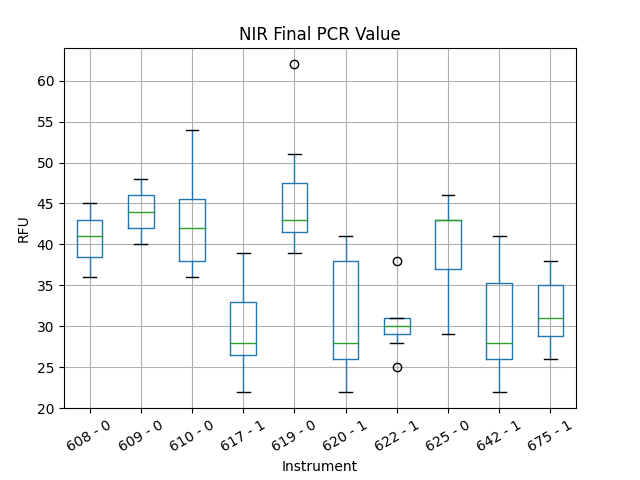 NIR Final PCR Value
RFU
60
55
50
45
40
35
30
25
20
608 - 0
609 - 0
610 - 0
617 - 1
619 - 0
620 - 1
622 - 1
625 - 0
642 - 1
675 - 1
Instrument